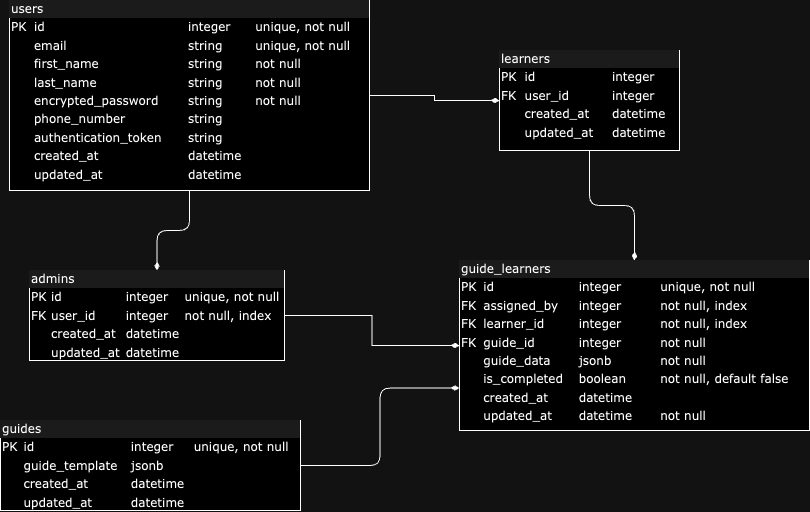 users
PK id integer unique, not null
email string unique, not null
first_name string not null
last_name string not null
encrypted_password string not null
phone_number string
authentication_token string
created_at datetime
updated_at datetime
learners
PK id integer
FK user_id integer
created_at datetime
updated_at datetime
admins
PK id integer unique, not null
FK user_id integer not null, index
created_at datetime
updated_at datetime
guide_learners
PK id integer unique, not null
FK assigned_by integer not null, index
FK learner_id integer not null, index
FK guide_id integer not null
guide_data jsonb not null
is_completed boolean not null, default false
created_at datetime
updated_at datetime not null
guides
PK id integer unique, not null
guide_template jsonb
created_at datetime
updated_at datetime